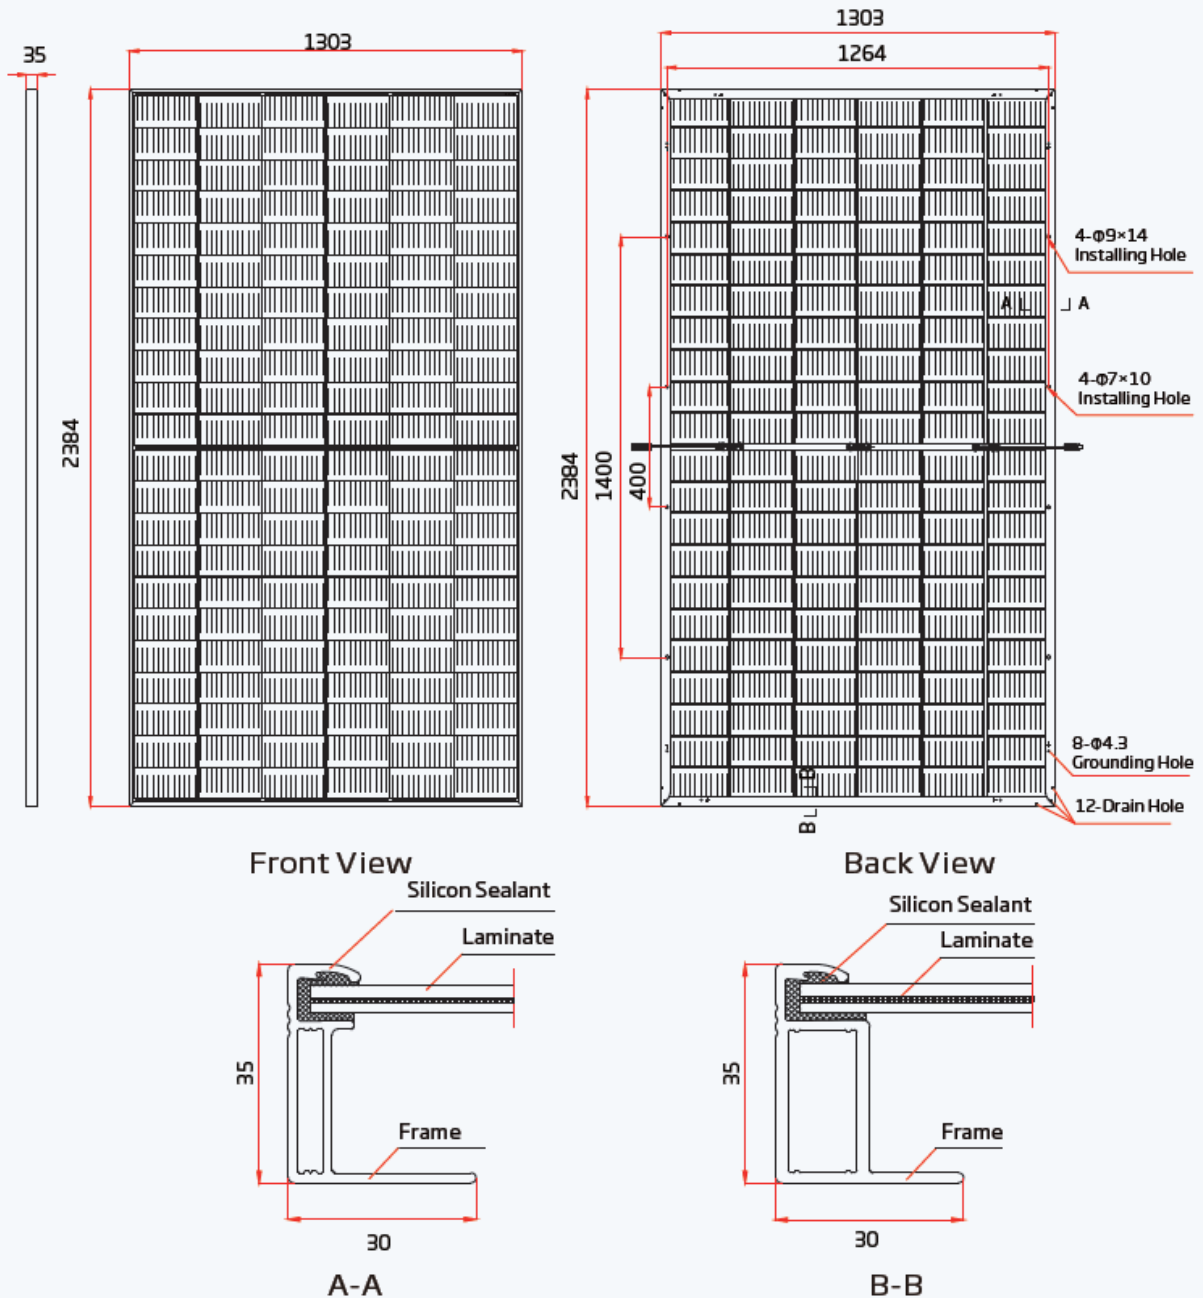 35
1303
2384
Front View
1303
1264
2384
1400
400
4-Φ9×14
Installing Hole
A
A
4-Φ7×10
Installing Hole
8-Φ4.3
Grounding Hole
12-Drain Hole
B
B
Back View
Silicon Sealant
Laminate
35
Frame
30
A-A
Silicon Sealant
Laminate
35
Frame
30
B-B